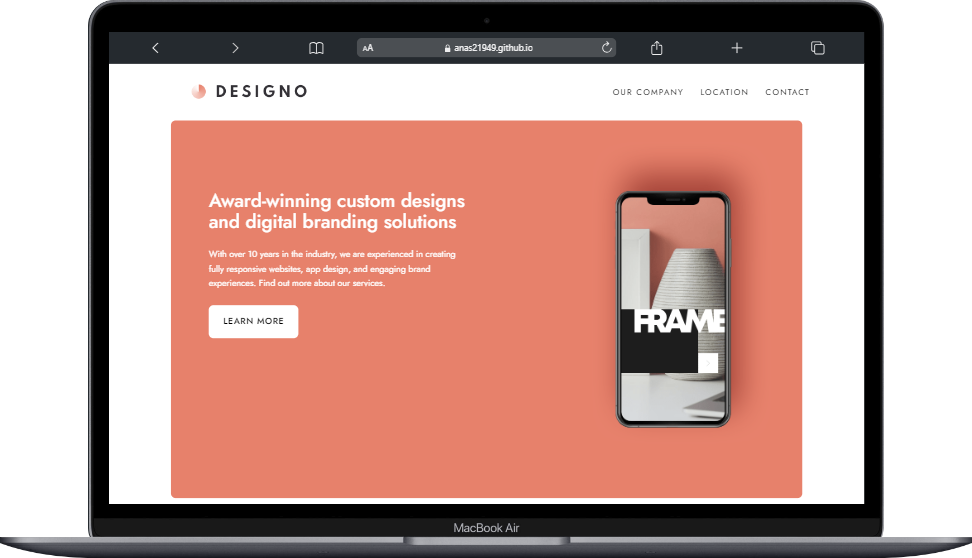 AA
anas21949.github.io
DESIGNO
OUR COMPANY
LOCATION
CONTACT
Award-winning custom designs
and digital branding solutions
With over 10 years in the industry, we are experienced in creating
fully responsive websites, app design, and engaging brand
experiences. Find out more about our services.
LEARN MORE
FRAME
MacBook Air